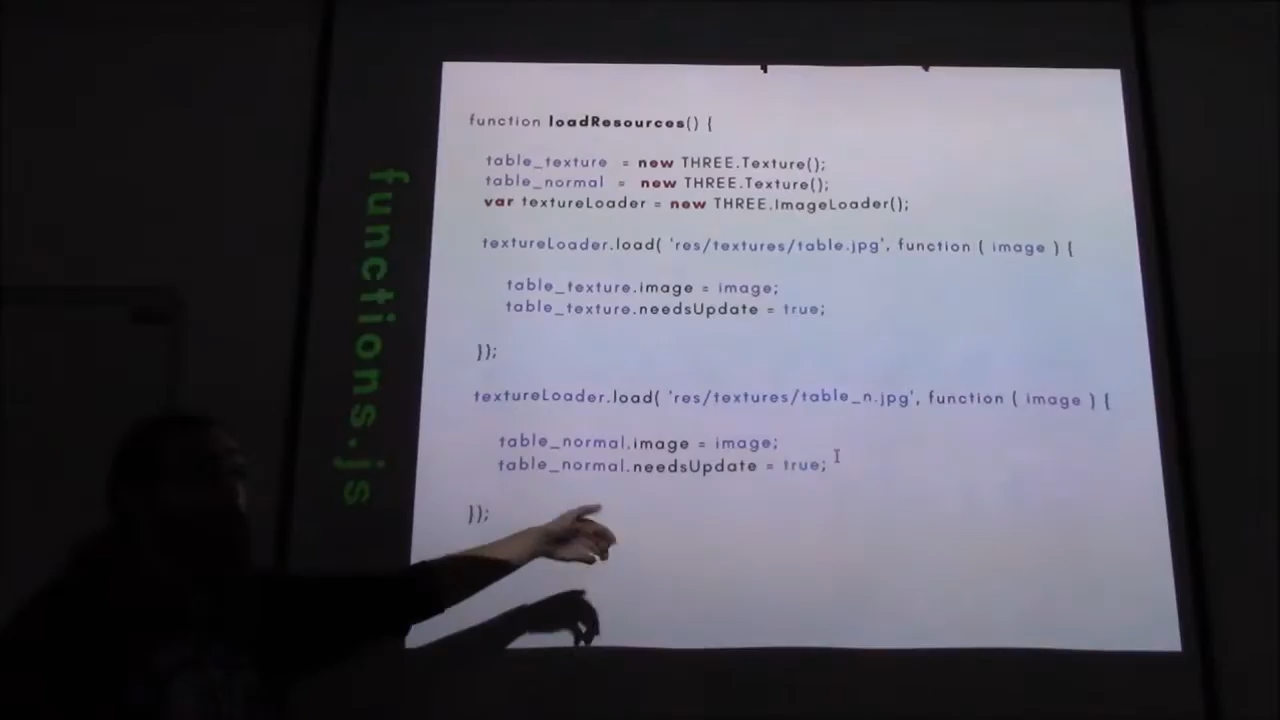 functions.js
function loadResources() {
table_texture = new THREE.Texture();
table_normal = new THREE.Texture();
var textureLoader = new THREE.ImageLoader();
textureLoader.load( 'res/textures/table.jpg', function ( image ) {
table_texture.image = image;
table_texture.needsUpdate = true;
});
textureLoader.load( 'res/textures/table_n.jpg', function ( image ) {
table_normal.image = image;
table_normal.needsUpdate = true;
});